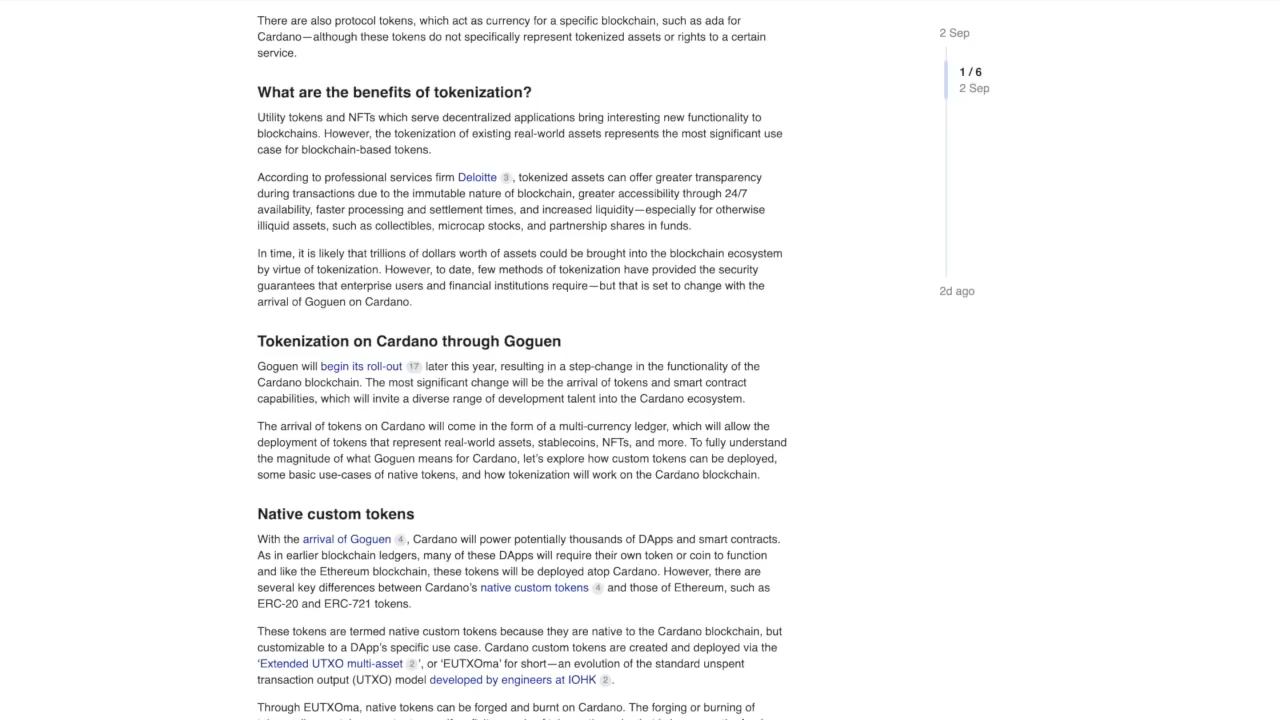 There are also protocol tokens, which act as currency for a specific blockchain, such as ada for
Cardano—although these tokens do not specifically represent tokenized assets or rights to a certain
service.
What are the benefits of tokenization?
Utility tokens and NFTs which serve decentralized applications bring interesting new functionality to
blockchains. However, the tokenization of existing real-world assets represents the most significant use
case for blockchain-based tokens.
According to professional services firm Deloitte 3, tokenized assets can offer greater transparency
during transactions due to the immutable nature of blockchain, greater accessibility through 24/7
availability, faster processing and settlement times, and increased liquidity—especially for otherwise
illiquid assets, such as collectibles, microcap stocks, and partnership shares in funds.
In time, it is likely that trillions of dollars worth of assets could be brought into the blockchain ecosystem
by virtue of tokenization. However, to date, few methods of tokenization have provided the security
guarantees that enterprise users and financial institutions require—but that is set to change with the
arrival of Goguen on Cardano.
Tokenization on Cardano through Goguen
Goguen will begin its roll-out 17 later this year, resulting in a step-change in the functionality of the
Cardano blockchain. The most significant change will be the arrival of tokens and smart contract
capabilities, which will invite a diverse range of development talent into the Cardano ecosystem.
The arrival of tokens on Cardano will come in the form of a multi-currency ledger, which will allow the
deployment of tokens that represent real-world assets, stablecoins, NFTs, and more. To fully understand
the magnitude of what Goguen means for Cardano, let's explore how custom tokens can be deployed,
some basic use-cases of native tokens, and how tokenization will work on the Cardano blockchain.
Native custom tokens
With the arrival of Goguen 4, Cardano will power potentially thousands of DApps and smart contracts.
As in earlier blockchain ledgers, many of these DApps will require their own token or coin to function
and like the Ethereum blockchain, these tokens will be deployed atop Cardano. However, there are
several key differences between Cardano's native custom tokens 4 and those of Ethereum, such as
ERC-20 and ERC-721 tokens.
These tokens are termed native custom tokens because they are native to the Cardano blockchain, but
customizable to a DApp's specific use case. Cardano custom tokens are created and deployed via the
'Extended UTXO multi-asset 2', or 'EUTXOma' for short—an evolution of the standard unspent
transaction output (UTXO) model developed by engineers at IOHK 2.
Through EUTXOma, native tokens can be forged and burnt on Cardano. The forging or burning of
2 Sep
1 / 6
2 Sep
2d ago